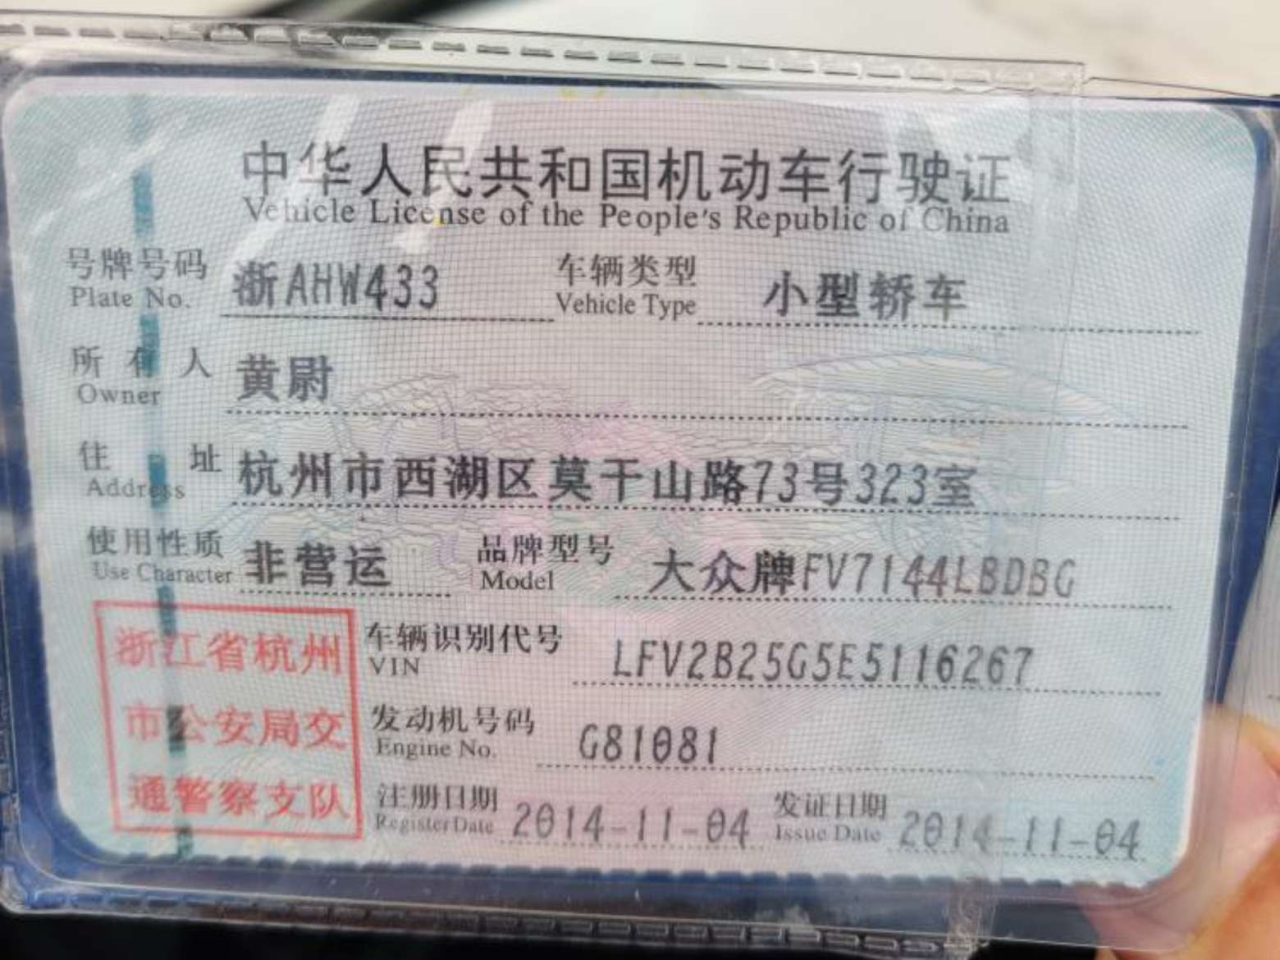 中华人民共和国机动车行驶证
Vehicle License of the People's Republic of China
号牌号码 浙AHW433 车辆类型 小型轿车
Plate No. Vehicle Type
所有人 黄尉
Owner
住址 杭州市西湖区莫干山路73号323室
Address
使用性质 非营运 品牌型号 大众牌FV7144LBDBG
Use Character Model
浙江省杭州 车辆识别代号 LFV2B25G5E5116267
VIN
市公安局交 发动机号码 G81081
Engine No.
通警察支队 注册日期 2014-11-04 发证日期 2014-11-04
Register Date Issue Date